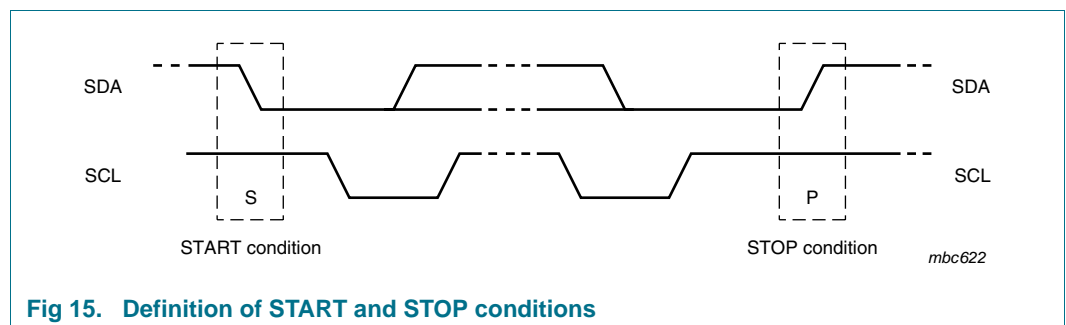 SDA SDA
SCL SCL
S P
START condition STOP condition
mbc622
Fig 15. Definition of START and STOP conditions